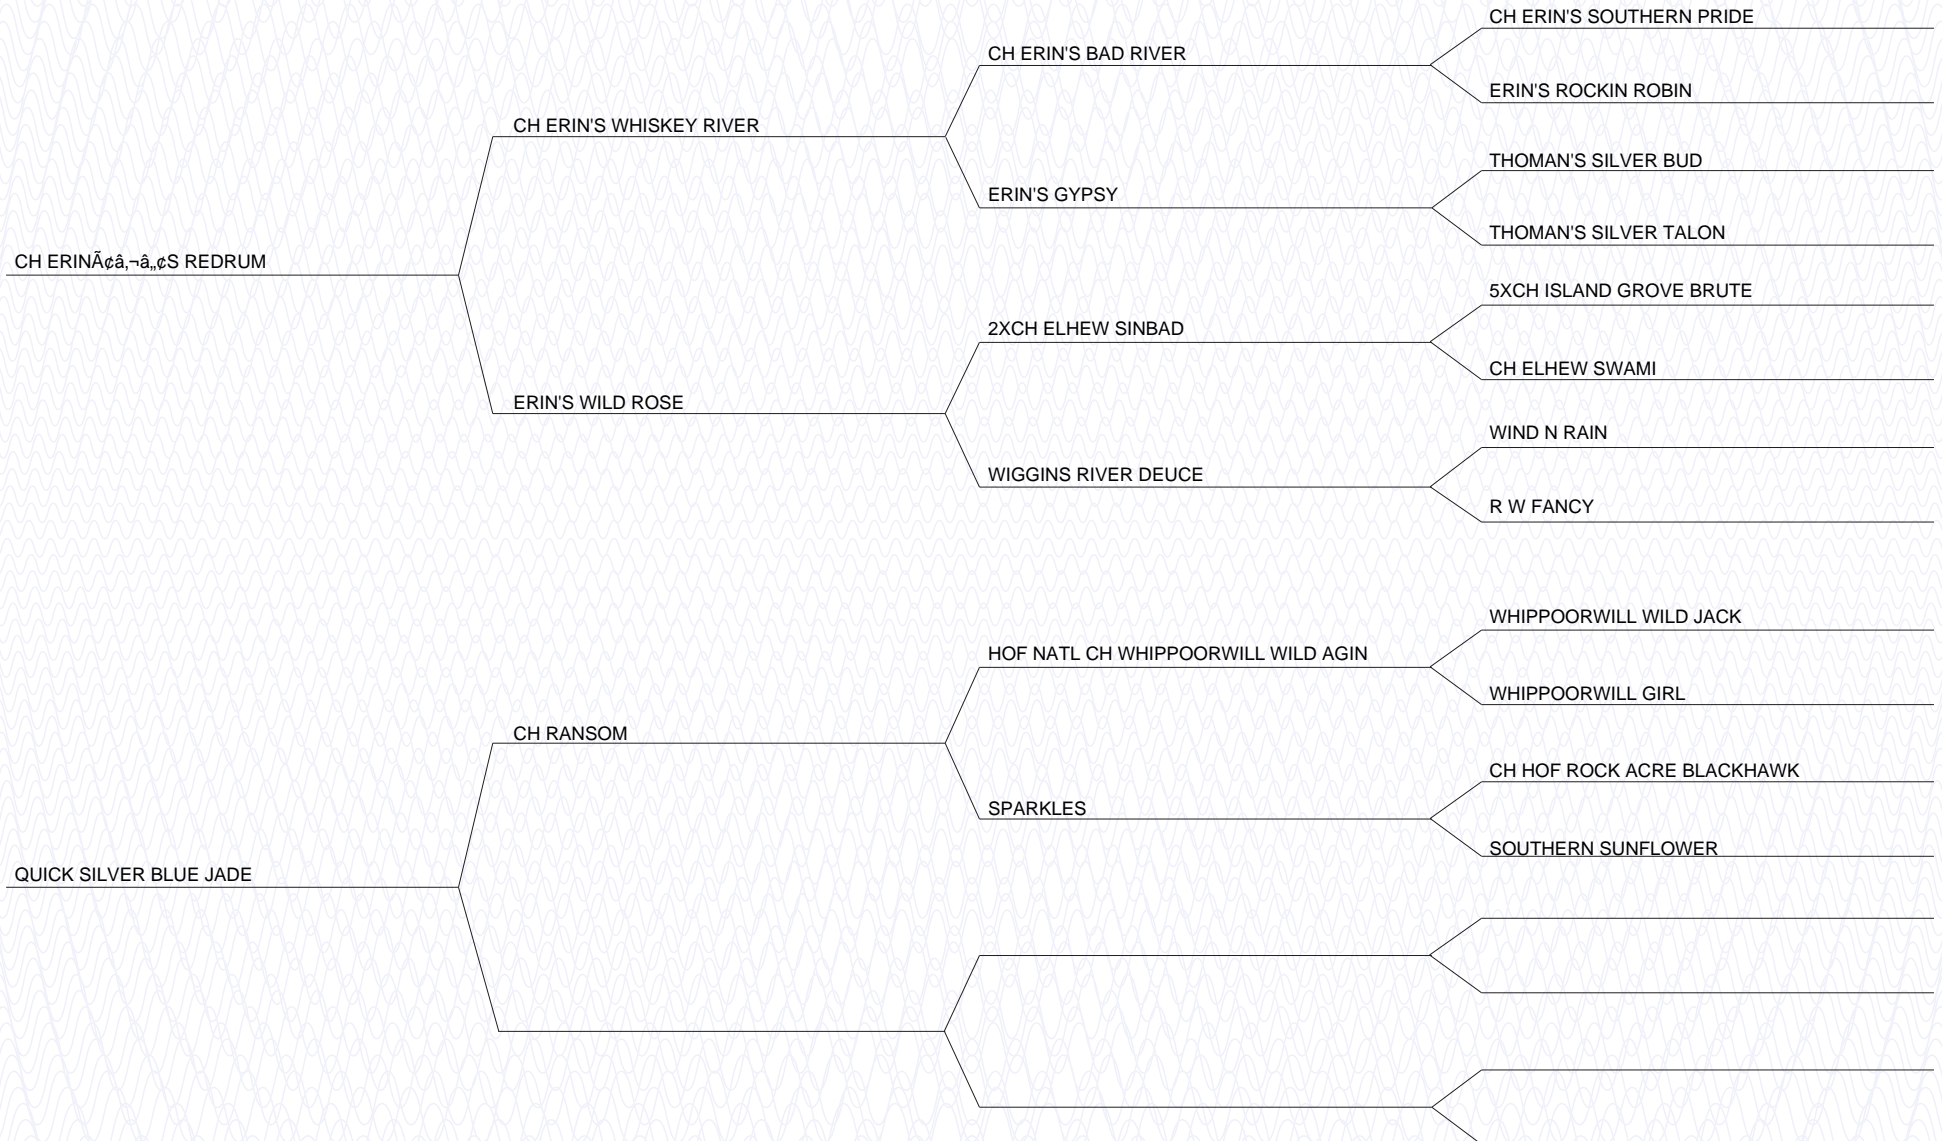 CH ERIN'S SOUTHERN PRIDE
CH ERIN'S BAD RIVER
ERIN'S ROCKIN ROBIN
CH ERIN'S WHISKEY RIVER
THOMAN'S SILVER BUD
ERIN'S GYPSY
THOMAN'S SILVER TALON
CH ERINÃ¢â‚¬â„¢S REDRUM
5XCH ISLAND GROVE BRUTE
2XCH ELHEW SINBAD
CH ELHEW SWAMI
ERIN'S WILD ROSE
WIND N RAIN
WIGGINS RIVER DEUCE
R W FANCY
WHIPPOORWILL WILD JACK
HOF NATL CH WHIPPOORWILL WILD AGIN
WHIPPOORWILL GIRL
CH RANSOM
CH HOF ROCK ACRE BLACKHAWK
SPARKLES
SOUTHERN SUNFLOWER
QUICK SILVER BLUE JADE